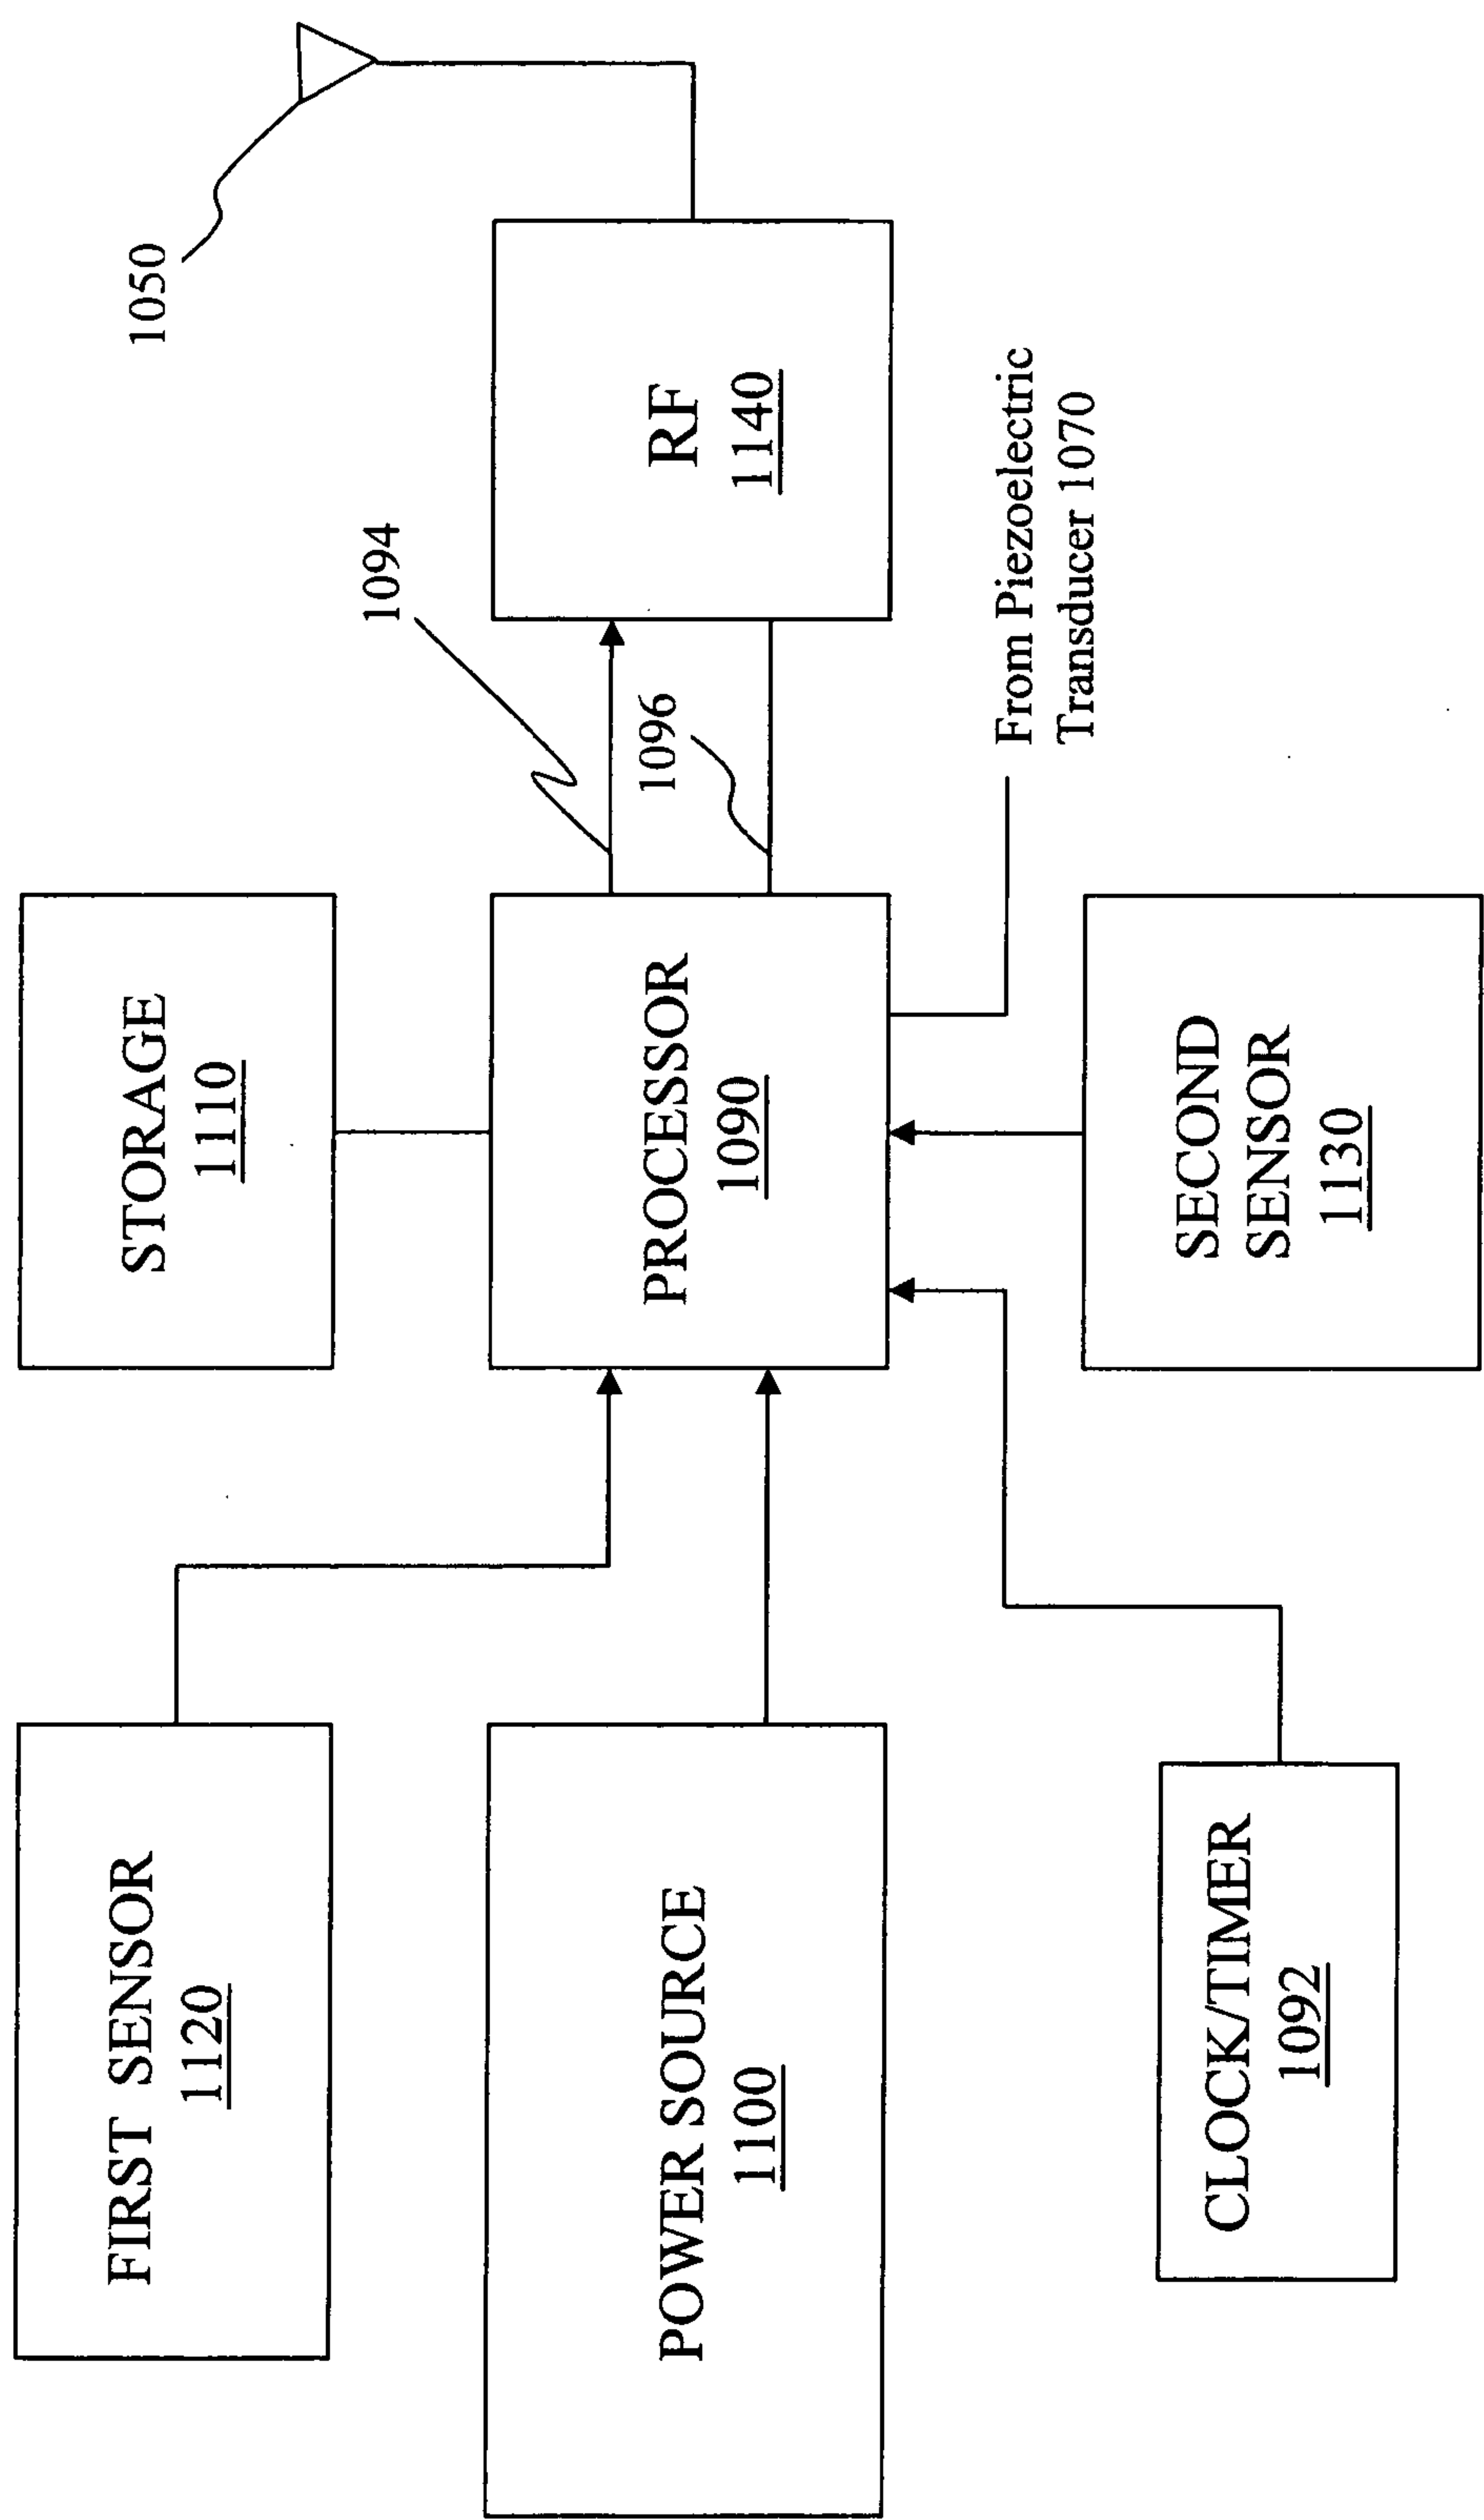 FIRST SENSOR
1120
STORAGE
1110
1050
1094
POWER SOURCE
1100
PROCESSOR
1090
1096
RF
1140
From Piezoelectric
Transducer 1070
CLOCK/TIMER
1092
SECOND
SENSOR
1130